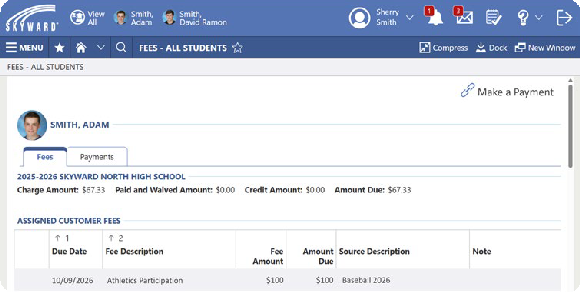 SKYWARD
View All
Smith, Adam
Smith, David Ramon
Sherry Smith
1
3
MENU
FEES - ALL STUDENTS
Compress
Dock
New Window
FEES - ALL STUDENTS
Make a Payment
SMITH, ADAM
Fees
Payments
2025-2026 SKYWARD NORTH HIGH SCHOOL
Charge Amount: $67.33 Paid and Waived Amount: $0.00 Credit Amount: $0.00 Amount Due: $67.33
ASSIGNED CUSTOMER FEES
↑ 1 ↑ 2
Due Date Fee Description Fee Amount Amount Due Source Description Note
10/09/2026 Athletics Participation $100 $100 Baseball 2026